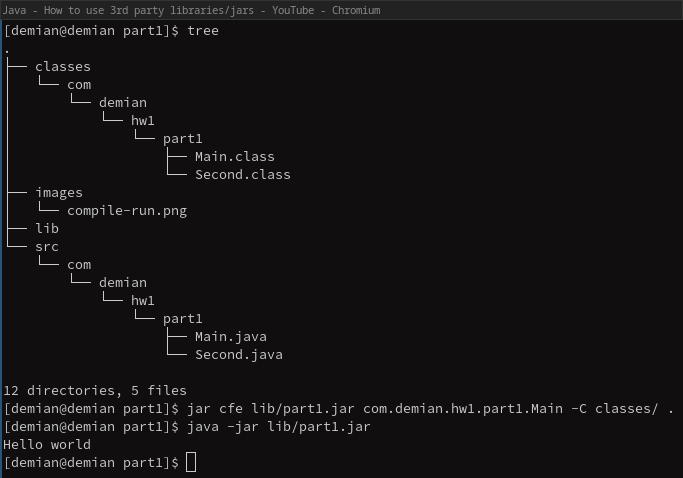 Java - How to use 3rd party libraries/jars - YouTube - Chromium
[demian@demian part1]$ tree
.
├── classes
│   └── com
│       └── demian
│           └── hw1
│               └── part1
│                   ├── Main.class
│                   └── Second.class
├── images
│   └── compile-run.png
├── lib
└── src
    └── com
        └── demian
            └── hw1
                └── part1
                    ├── Main.java
                    └── Second.java
12 directories, 5 files
[demian@demian part1]$ jar cfe lib/part1.jar com.demian.hw1.part1.Main -C classes/ .
[demian@demian part1]$ java -jar lib/part1.jar
Hello world
[demian@demian part1]$